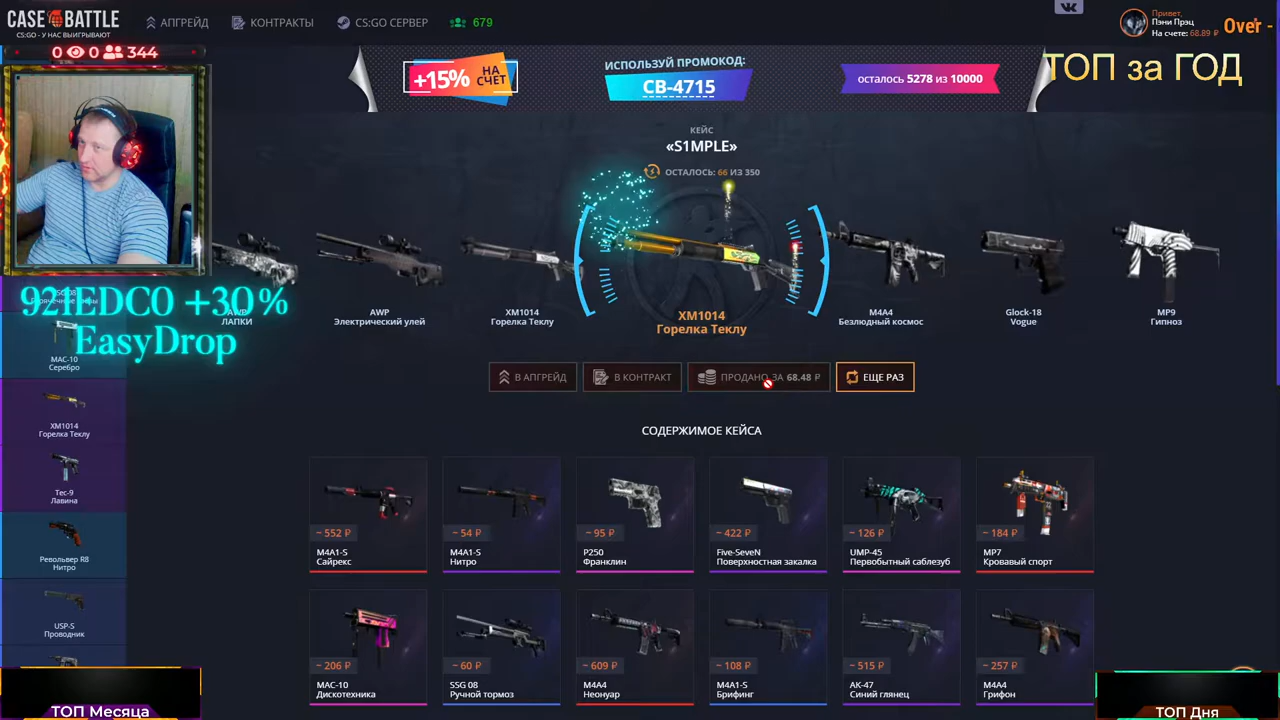 CASE BATTLE
CS:GO - У НАС ВЫИГРЫВАЮТ
АПГРЕЙД
КОНТРАКТЫ
CS:GO СЕРВЕР
679
Привет,
Пэни Прэц
На счете: 68.89 ₽
Over -
0 0 344
+15% НА СЧЕТ
ИСПОЛЬЗУЙ ПРОМОКОД:
CB-4715
осталось 5278 из 10000
ТОП за ГОД
КЕЙС
«S1MPLE»
ОСТАЛОСЬ: 66 ИЗ 350
ЛАПКИ
AWP
Электрический улей
XM1014
Горелка Теклу
XM1014
Горелка Теклу
M4A4
Безлюдный космос
Glock-18
Vogue
MP9
Гипноз
921EDC0 +30%
EasyDrop
MAC-10
Серебро
XM1014
Горелка Теклу
Tec-9
Лавина
Револьвер R8
Нитро
USP-S
Проводник
В АПГРЕЙД
В КОНТРАКТ
ПРОДАНО ЗА 68.48 ₽
ЕЩЕ РАЗ
СОДЕРЖИМОЕ КЕЙСА
~ 552 ₽
M4A1-S
Сайрекс
~ 54 ₽
M4A1-S
Нитро
~ 95 ₽
P250
Франклин
~ 422 ₽
Five-SeveN
Поверхностная закалка
~ 126 ₽
UMP-45
Первобытный саблезуб
~ 184 ₽
MP7
Кровавый спорт
~ 206 ₽
MAC-10
Дискотехника
~ 60 ₽
SSG 08
Ручной тормоз
~ 609 ₽
M4A4
Неонуар
~ 108 ₽
M4A1-S
Брифинг
~ 515 ₽
AK-47
Синий глянец
~ 257 ₽
M4A4
Грифон
ТОП Месяца
ТОП Дня